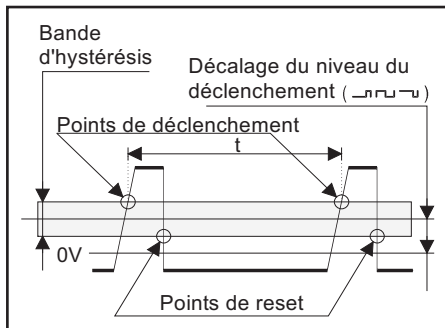 Bande
d'hystérésis
Décalage du niveau du
déclenchement ( )
Points de déclenchement
t
0V
Points de reset